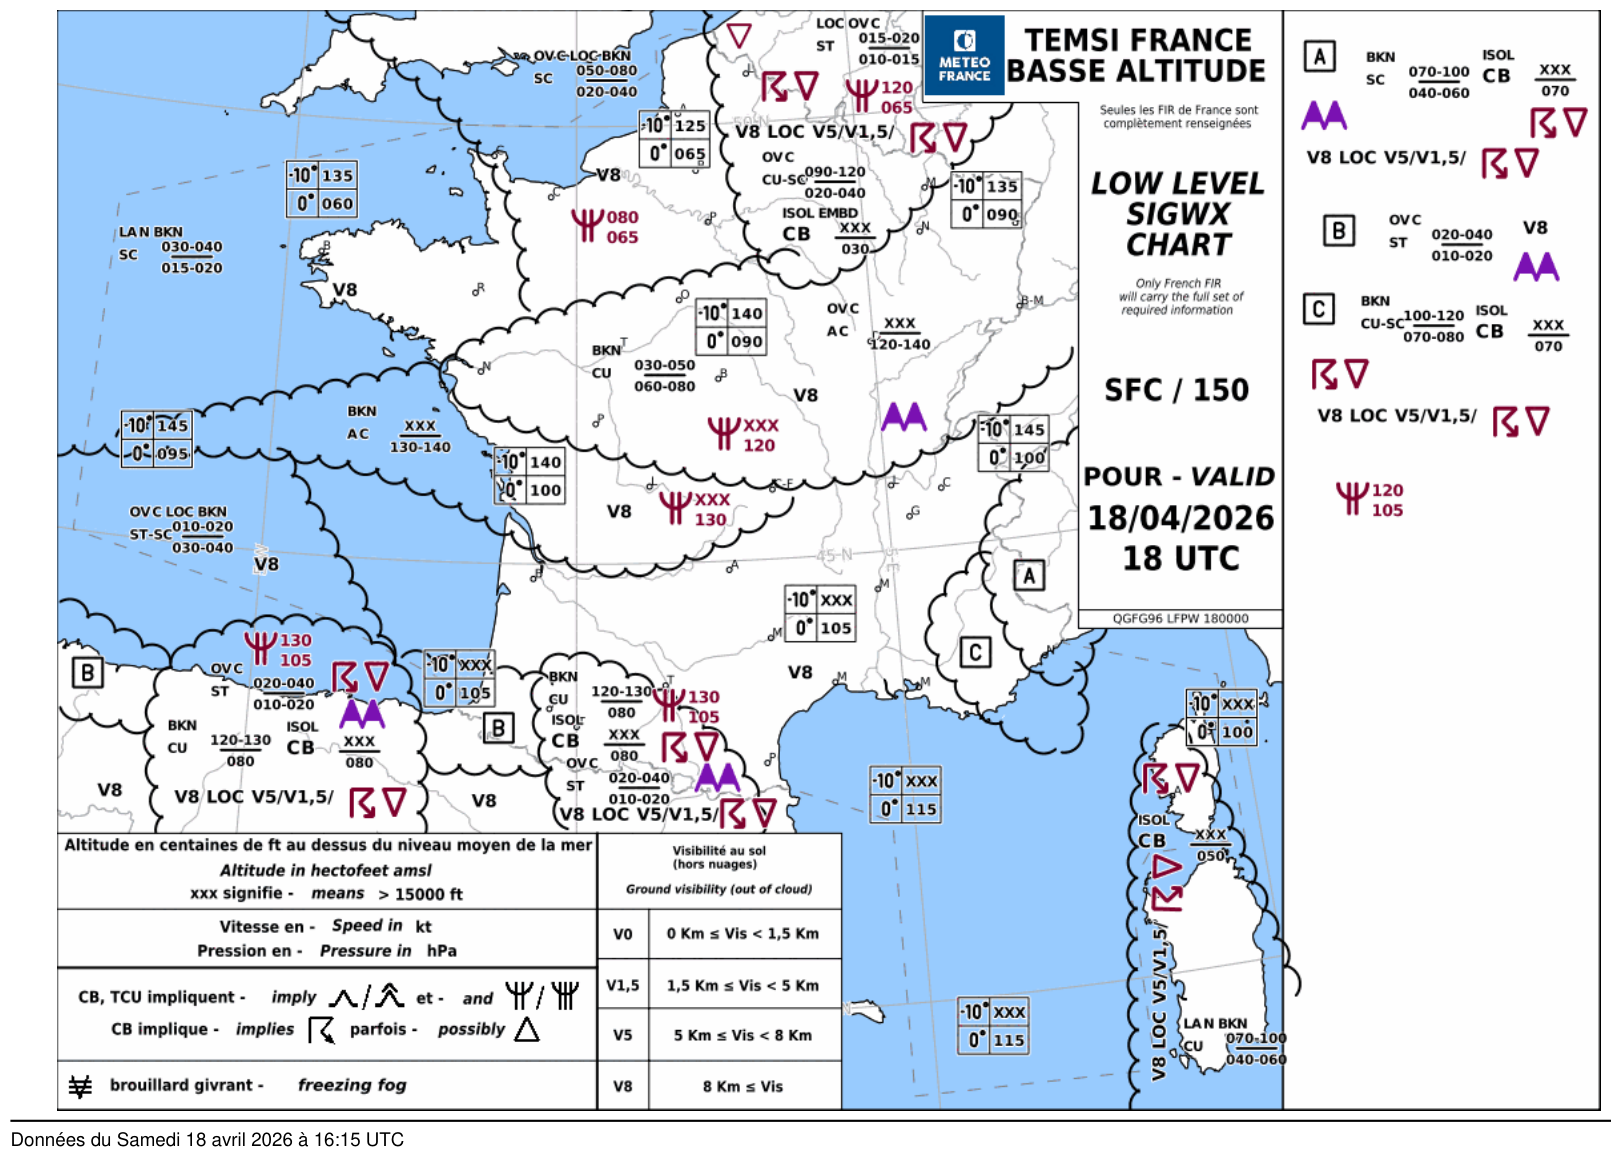 OVC LOC BKN
SC 050-080
020-040
LOC OVC
ST 015-020
010-015
120
065
V8 LOC V5/V1,5/
50 N
OVC
CU-SC 090-120
020-040
ISOL EMBD
CB XXX
030
METEO
FRANCE
TEMSI FRANCE
BASSE ALTITUDE
Seules les FIR de France sont
complètement renseignées
LOW LEVEL
SIGWX
CHART
Only French FIR
will carry the full set of
required information
SFC / 150
POUR - VALID
18/04/2026
18 UTC
QGFG96 LFPW 180000
-10° 125
0° 065
-10° 135
0° 060
-10° 135
0° 090
V8
080
065
LAN BKN
SC 030-040
015-020
V8
-10° 140
0° 090
OVC
AC XXX
120-140
BKN
CU 030-050
060-080
V8
XXX
120
BKN
AC XXX
130-140
-10° 145
0° 095
-10° 140
0° 100
-10° 145
0° 100
V8
XXX
130
OVC LOC BKN
ST-SC 010-020
030-040
V8
45 N
A
C
-10° XXX
0° 105
V8
130
105
OVC
ST 020-040
010-020
B
-10° XXX
0° 105
B
BKN
CU 120-130
080
ISOL
CB XXX
080
V8
V8 LOC V5/V1,5/
V8
BKN
CU 120-130
080
130
105
ISOL
CB XXX
080
OVC
ST 020-040
010-020
V8 LOC V5/V1,5/
-10° XXX
0° 115
-10° XXX
0° 100
ISOL
CB XXX
050
V8 LOC V5/V1,5/
LAN BKN
CU 070-100
040-060
-10° XXX
0° 115
A
BKN
SC 070-100
040-060
ISOL
CB XXX
070
V8 LOC V5/V1,5/
B
OVC
ST 020-040
010-020
V8
C
BKN
CU-SC 100-120
070-080
ISOL
CB XXX
070
V8 LOC V5/V1,5/
120
105
Altitude en centaines de ft au dessus du niveau moyen de la mer
Altitude in hectofeet amsl
xxx signifie - means > 15000 ft
Vitesse en - Speed in kt
Pression en - Pressure in hPa
CB, TCU impliquent - imply / et - and /
CB implique - implies parfois - possibly
brouillard givrant - freezing fog
Visibilité au sol
(hors nuages)
Ground visibility (out of cloud)
V0 0 Km ≤ Vis < 1,5 Km
V1,5 1,5 Km ≤ Vis < 5 Km
V5 5 Km ≤ Vis < 8 Km
V8 8 Km ≤ Vis
Données du Samedi 18 avril 2026 à 16:15 UTC